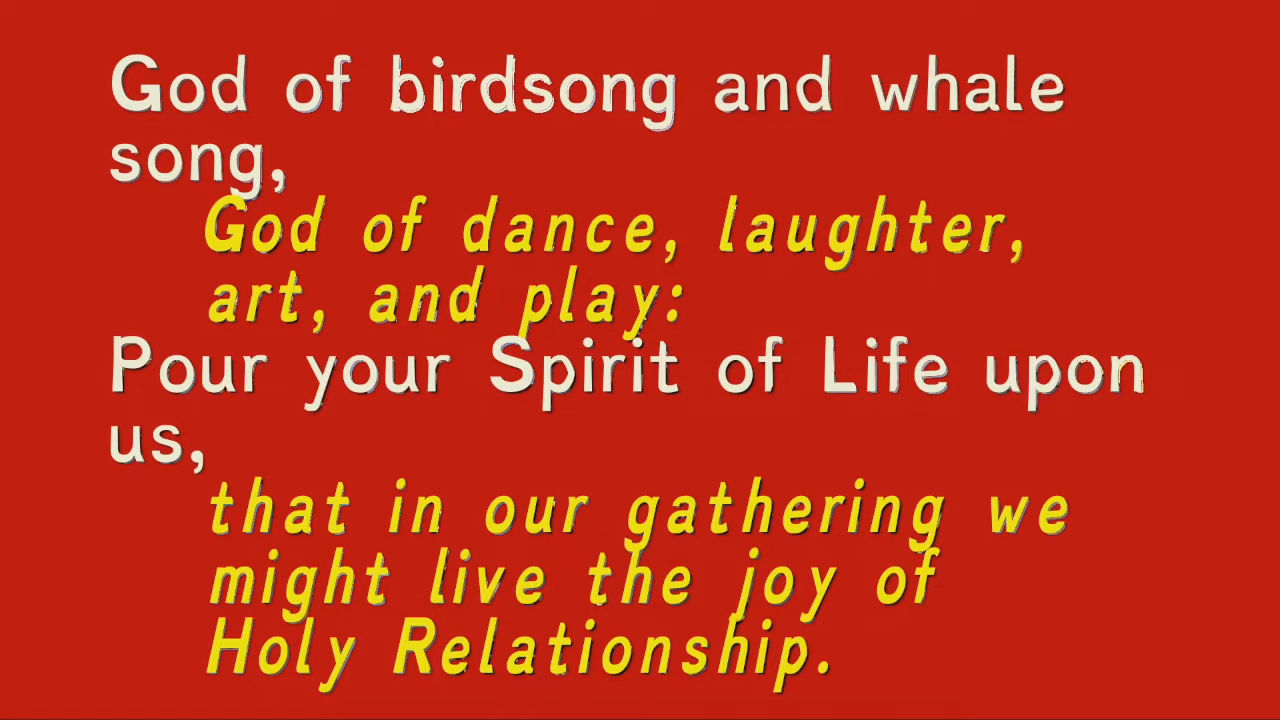 God of birdsong and whale
song,
God of dance, laughter,
art, and play:
Pour your Spirit of Life upon
us,
that in our gathering we
might live the joy of
Holy Relationship.